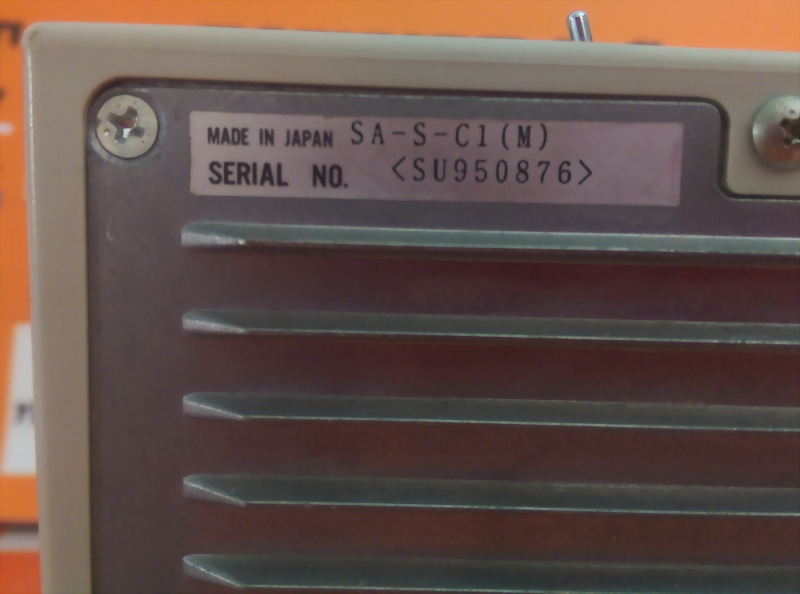 MADE IN JAPAN SA-S-C1(M)
SERIAL NO. <SU950876>